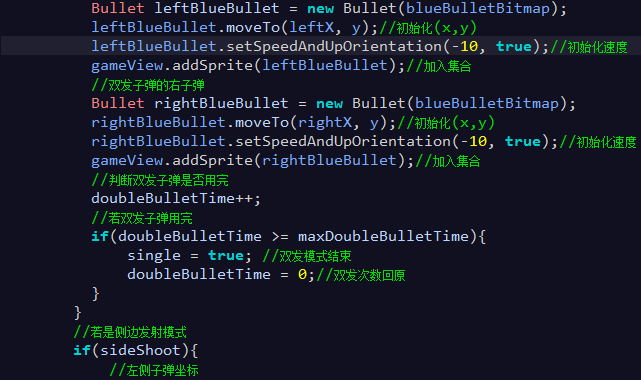 Bullet leftBlueBullet = new Bullet(blueBulletBitmap);
leftBlueBullet.moveTo(leftX, y);//初始化(x,y)
leftBlueBullet.setSpeedAndUpOrientation(-10, true);//初始化速度
gameView.addSprite(leftBlueBullet);//加入集合
//双发子弹的右子弹
Bullet rightBlueBullet = new Bullet(blueBulletBitmap);
rightBlueBullet.moveTo(rightX, y);//初始化(x,y)
rightBlueBullet.setSpeedAndUpOrientation(-10, true);//初始化速度
gameView.addSprite(rightBlueBullet);//加入集合
//判断双发子弹是否用完
doubleBulletTime++;
//若双发子弹用完
if(doubleBulletTime >= maxDoubleBulletTime){
single = true; //双发模式结束
doubleBulletTime = 0;//双发次数回原
}
}
//若是侧边发射模式
if(sideShoot){
//左侧子弹坐标